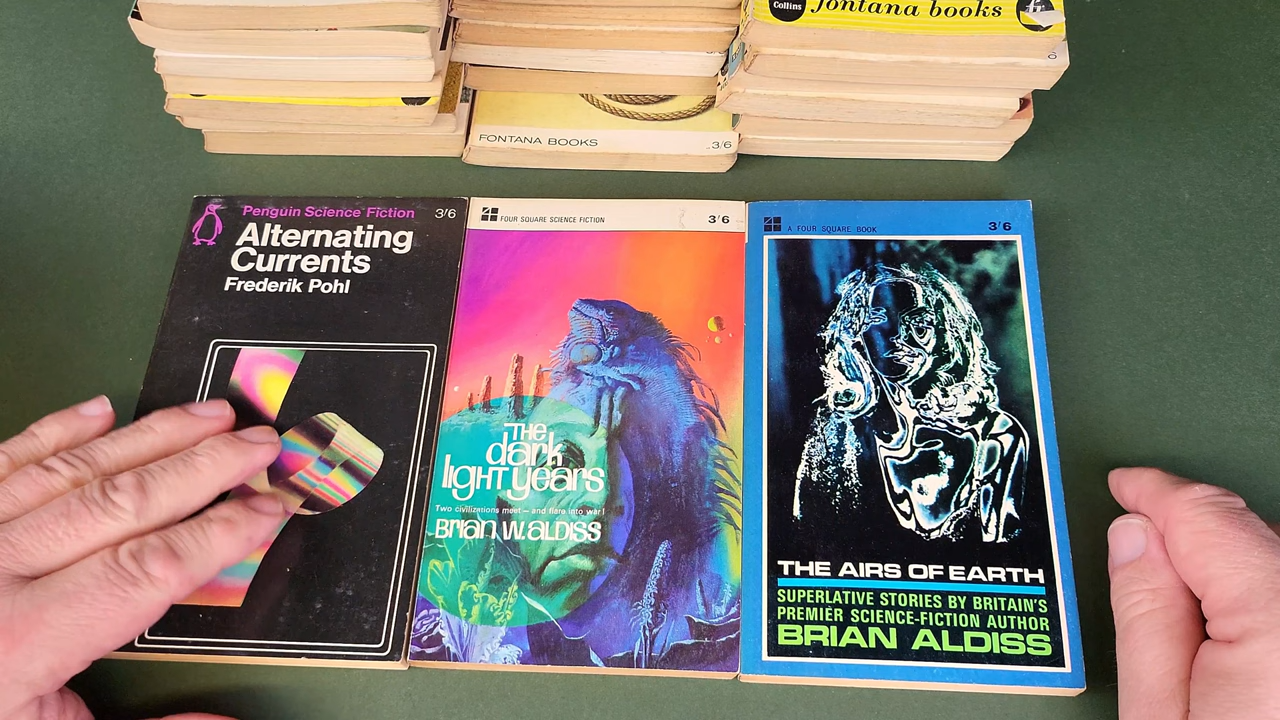 Collins
fontana books
FONTANA BOOKS
3/6
Penguin Science Fiction
3/6
Alternating
Currents
Frederik Pohl
FOUR SQUARE SCIENCE FICTION
3/6
THE
dark
light years
Two civilizations meet — and flare into war!
Brian W. aLDISS
A FOUR SQUARE BOOK
3/6
THE AIRS OF EARTH
SUPERLATIVE STORIES BY BRITAIN'S
PREMIÈR SCIENCE-FICTION AUTHOR
BRIAN ALDISS